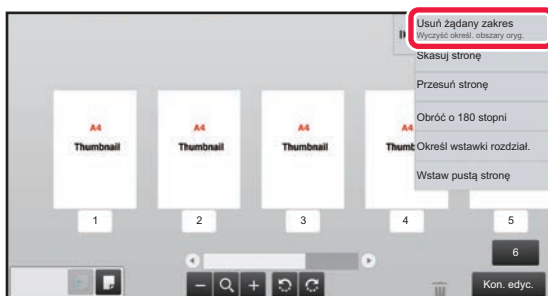 Usuń żądany zakres
Wyczyść określ. obszary oryg.
Skasuj stronę
Przesuń stronę
Obróć o 180 stopni
Określ wstawki rozdział.
Wstaw pustą stronę
A4
Thumbnail
A4
Thumbnail
A4
Thumbnail
A4
Thumb
1
2
3
4
5
6
Kon. edyc.